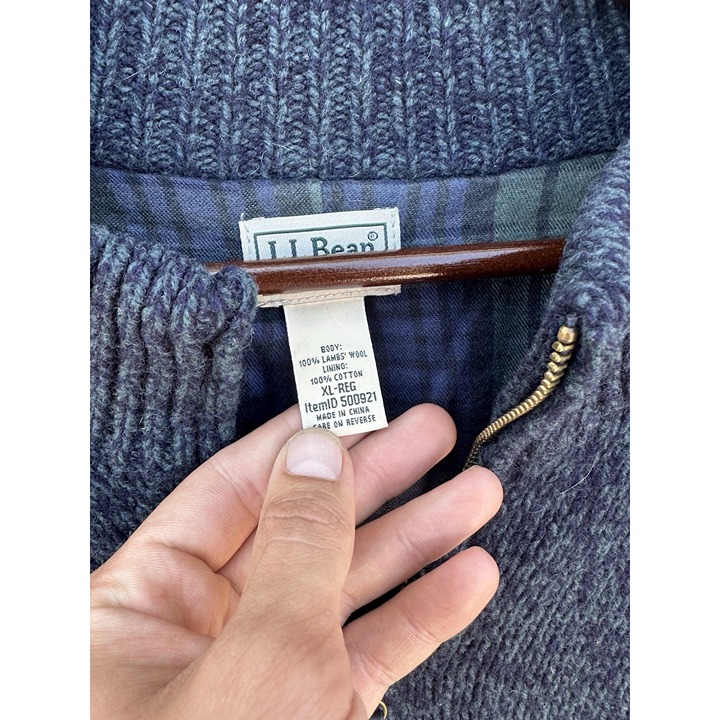 L.L.Bean®
BODY:
100% LAMBS' WOOL
LINING:
100% COTTON
XL-REG
ItemID 500921
MADE IN CHINA
CARE ON REVERSE